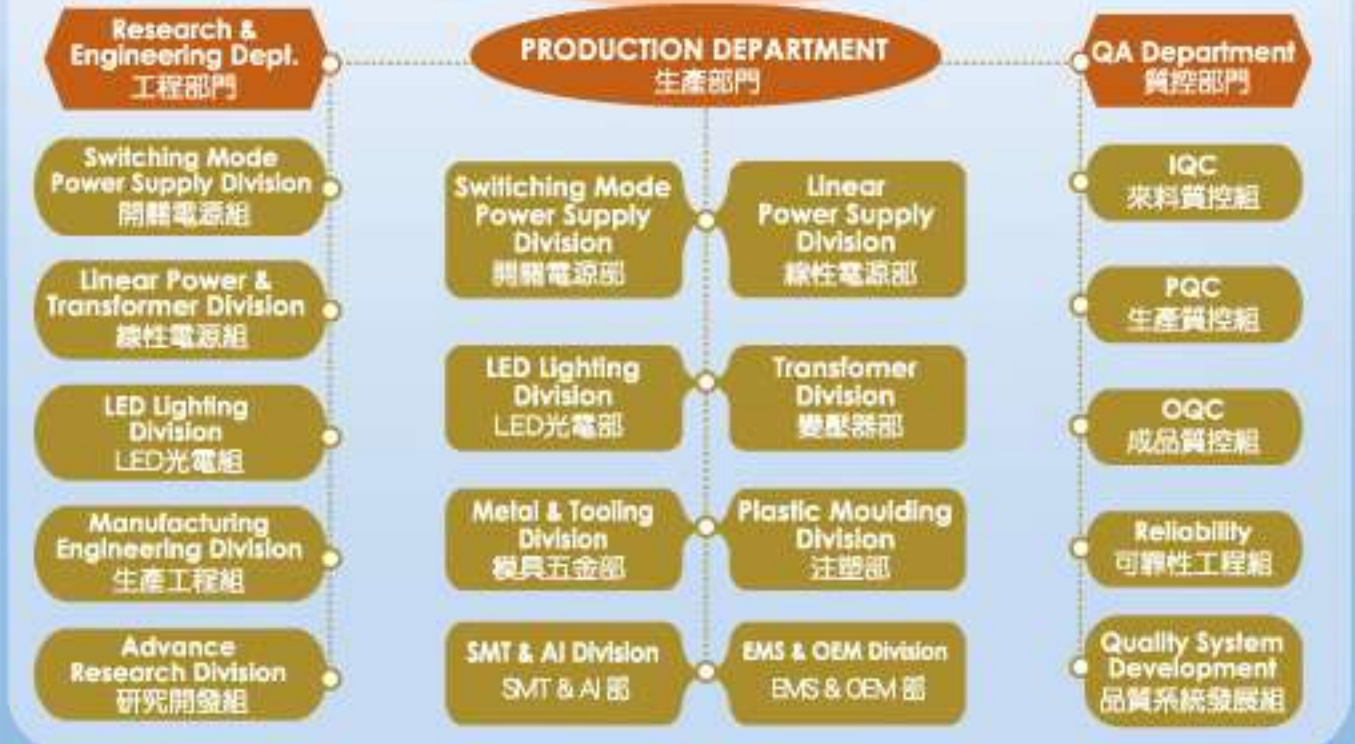 Research &
Engineering Dept.
工程部門
Switching Mode
Power Supply Division
開關電源組
Linear Power &
Transformer Division
線性電源組
LED Lighting
Division
LED光電組
Manufacturing
Engineering Division
生產工程組
Advance
Research Division
研究開發組
PRODUCTION DEPARTMENT
生產部門
Switiching Mode
Power Supply
Division
開關電源部
Linear
Power Supply
Division
線性電源部
LED Lighting
Division
LED光電部
Transfomer
Division
變壓器部
Metal & Tooling
Division
模具五金部
Plastic Moulding
Division
注塑部
SMT & AI Division
SMT & AI 部
EMS & OEM Division
EMS & OEM 部
QA Department
質控部門
IQC
來料質控組
PQC
生產質控組
OQC
成品質控組
Reliability
可靠性工程組
Quality System
Development
品質系統發展組